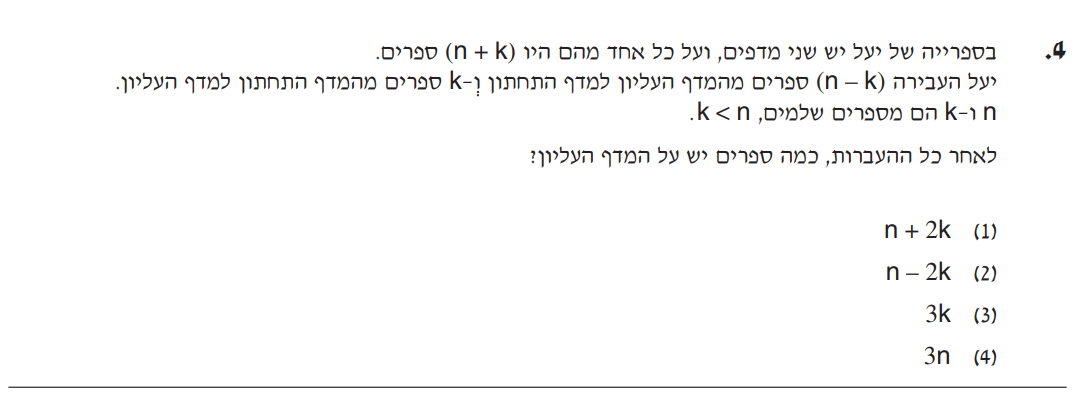 4. בספרייה של יעל יש שני מדפים, ועל כל אחד מהם היו (n + k) ספרים.
יעל העבירה (n – k) ספרים מהמדף העליון למדף התחתון וְ-k ספרים מהמדף התחתון למדף העליון.
n ו-k הם מספרים שלמים, k < n.
לאחר כל ההעברות, כמה ספרים יש על המדף העליון?
(1) n + 2k
(2) n – 2k
(3) 3k
(4) 3n